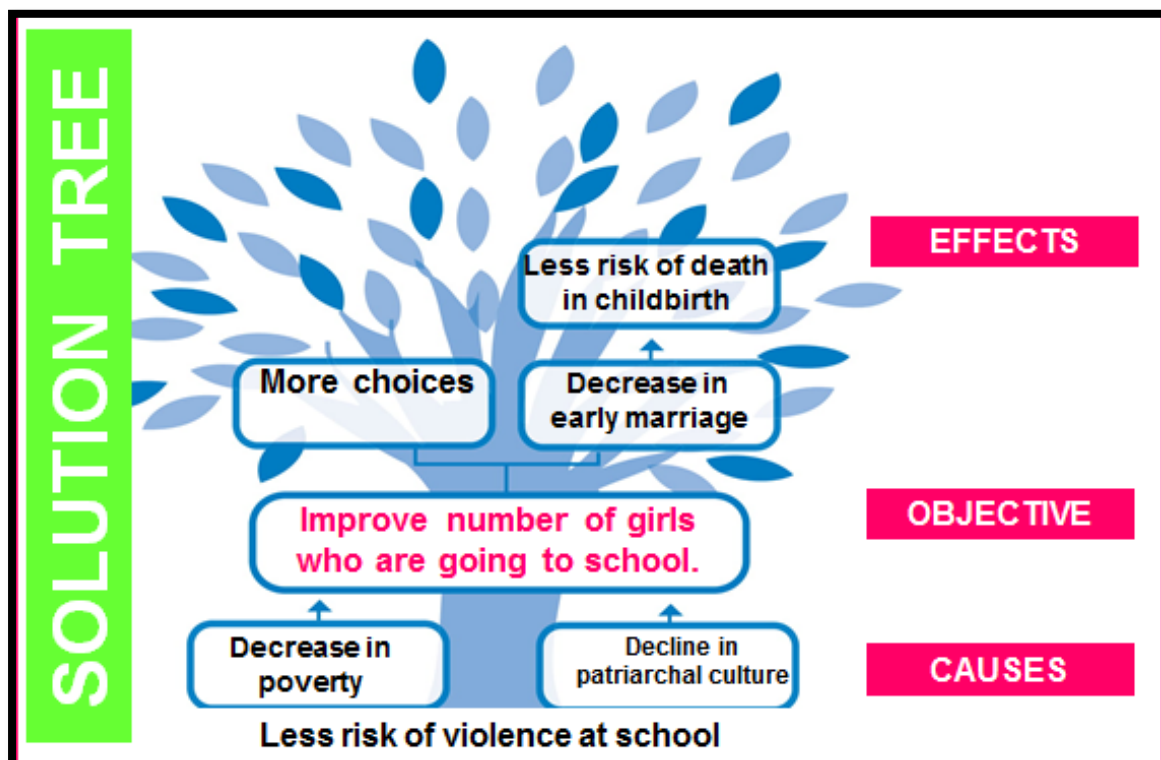 SOLUTION TREE
EFFECTS
Less risk of death
in childbirth
More choices
Decrease in
early marriage
OBJECTIVE
Improve number of girls
who are going to school.
Decrease in
poverty
Decline in
patriarchal culture
CAUSES
Less risk of violence at school